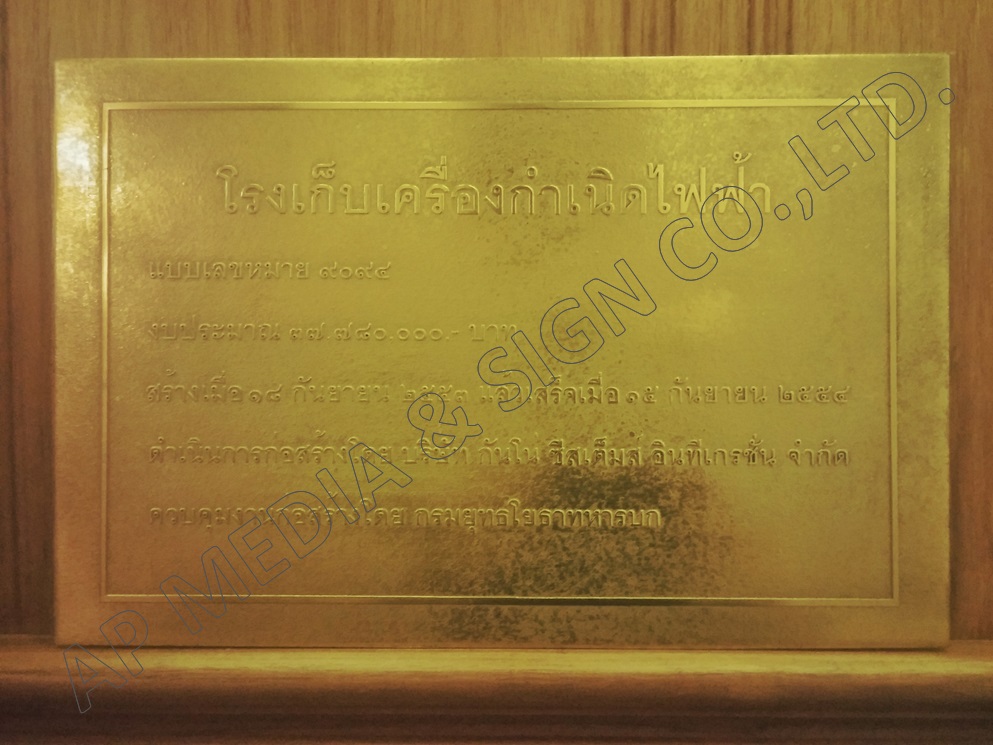 โรงเก็บเครื่องกำเนิดไฟฟ้า
แบบเลขหมาย ๙๐๙๔
งบประมาณ ๓๗.๗๘๐.๐๐๐.- บาท
สร้างเมื่อ ๑๘ กันยายน ๒๕๕๓ แล้วเสร็จเมื่อ ๑๕ กันยายน ๒๕๕๔
ดำเนินการก่อสร้างโดย บริษัท กันโน ซีสเต็มส์ อินทีเกรชั่น จำกัด
ควบคุมงานก่อสร้างโดย กรมยุทธโยธาทหารบก
AP MEDIA & SIGN CO.,LTD.